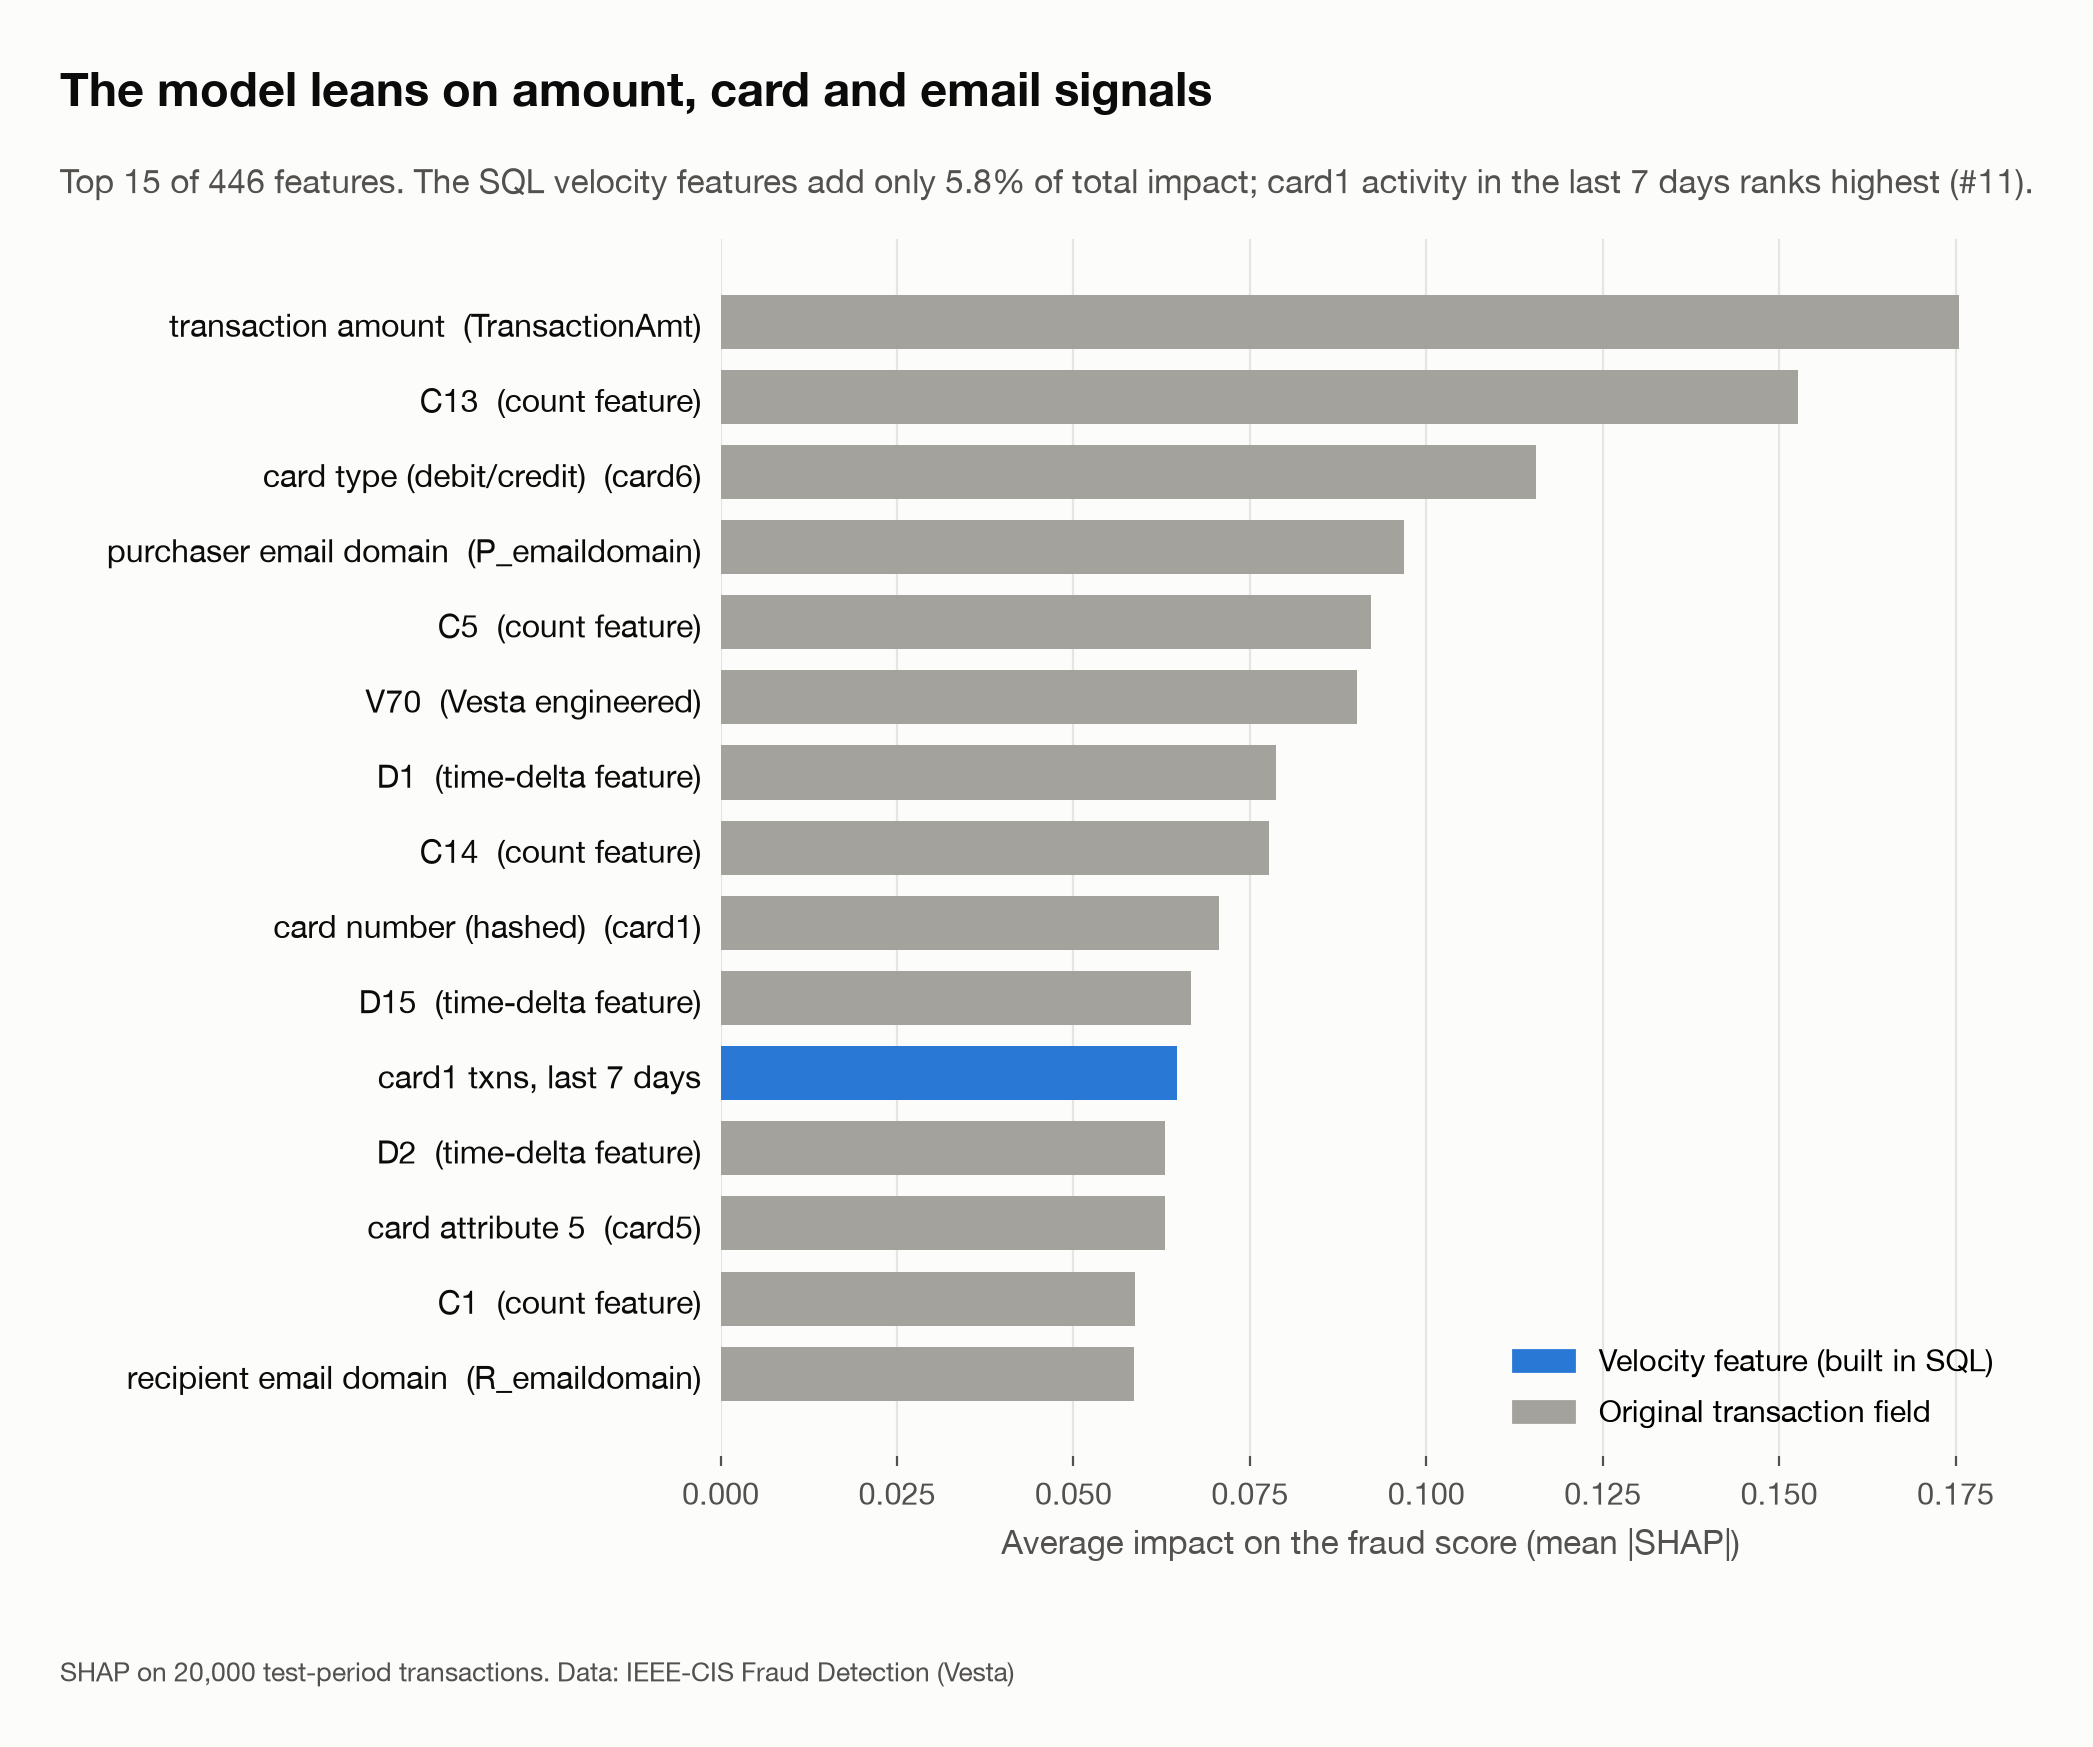 The model leans on amount, card and email signals
Top 15 of 446 features. The SQL velocity features add only 5.8% of total impact; card1 activity in the last 7 days ranks highest (#11).
transaction amount (TransactionAmt)
C13 (count feature)
card type (debit/credit) (card6)
purchaser email domain (P_emaildomain)
C5 (count feature)
V70 (Vesta engineered)
D1 (time-delta feature)
C14 (count feature)
card number (hashed) (card1)
D15 (time-delta feature)
card1 txns, last 7 days
D2 (time-delta feature)
card attribute 5 (card5)
C1 (count feature)
recipient email domain (R_emaildomain)
Velocity feature (built in SQL)
Original transaction field
0.000 0.025 0.050 0.075 0.100 0.125 0.150 0.175
Average impact on the fraud score (mean |SHAP|)
SHAP on 20,000 test-period transactions. Data: IEEE-CIS Fraud Detection (Vesta)